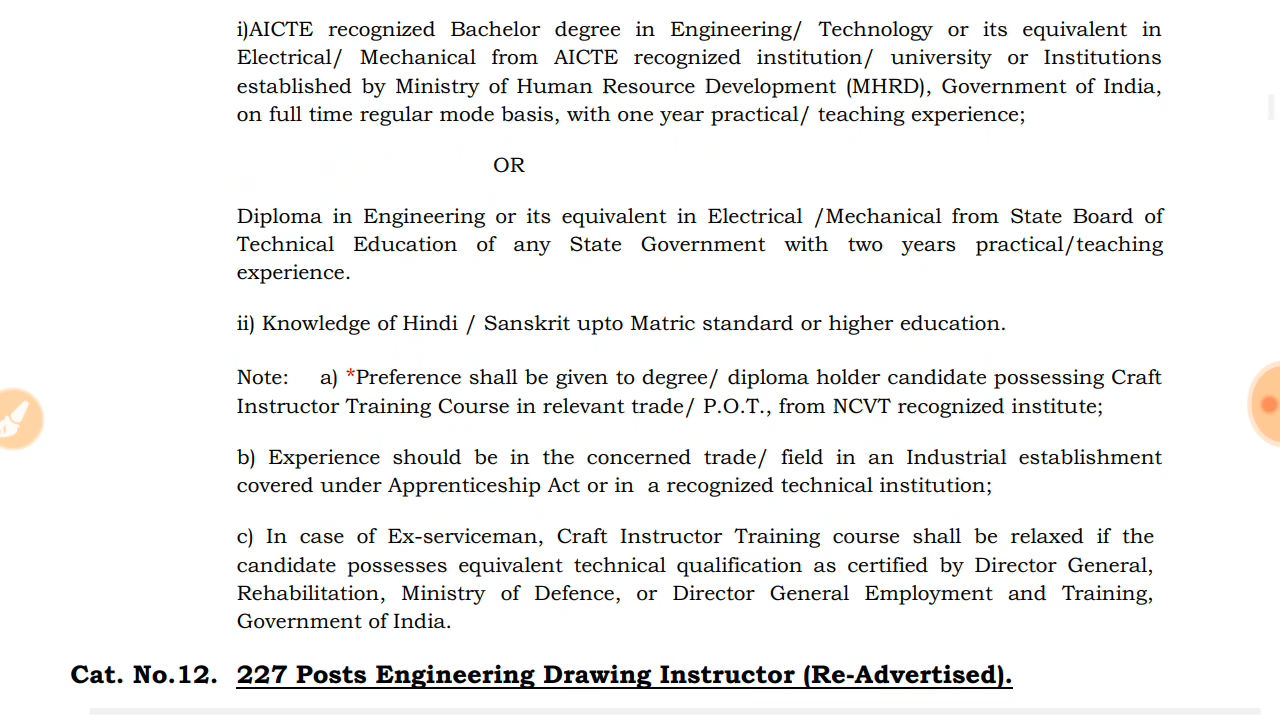 i)AICTE recognized Bachelor degree in Engineering/ Technology or its equivalent in
Electrical/ Mechanical from AICTE recognized institution/ university or Institutions
established by Ministry of Human Resource Development (MHRD), Government of India,
on full time regular mode basis, with one year practical/ teaching experience;
OR
Diploma in Engineering or its equivalent in Electrical /Mechanical from State Board of
Technical Education of any State Government with two years practical/teaching
experience.
ii) Knowledge of Hindi / Sanskrit upto Matric standard or higher education.
Note: a) *Preference shall be given to degree/ diploma holder candidate possessing Craft
Instructor Training Course in relevant trade/ P.O.T., from NCVT recognized institute;
b) Experience should be in the concerned trade/ field in an Industrial establishment
covered under Apprenticeship Act or in a recognized technical institution;
c) In case of Ex-serviceman, Craft Instructor Training course shall be relaxed if the
candidate possesses equivalent technical qualification as certified by Director General,
Rehabilitation, Ministry of Defence, or Director General Employment and Training,
Government of India.
Cat. No.12. 227 Posts Engineering Drawing Instructor (Re-Advertised).